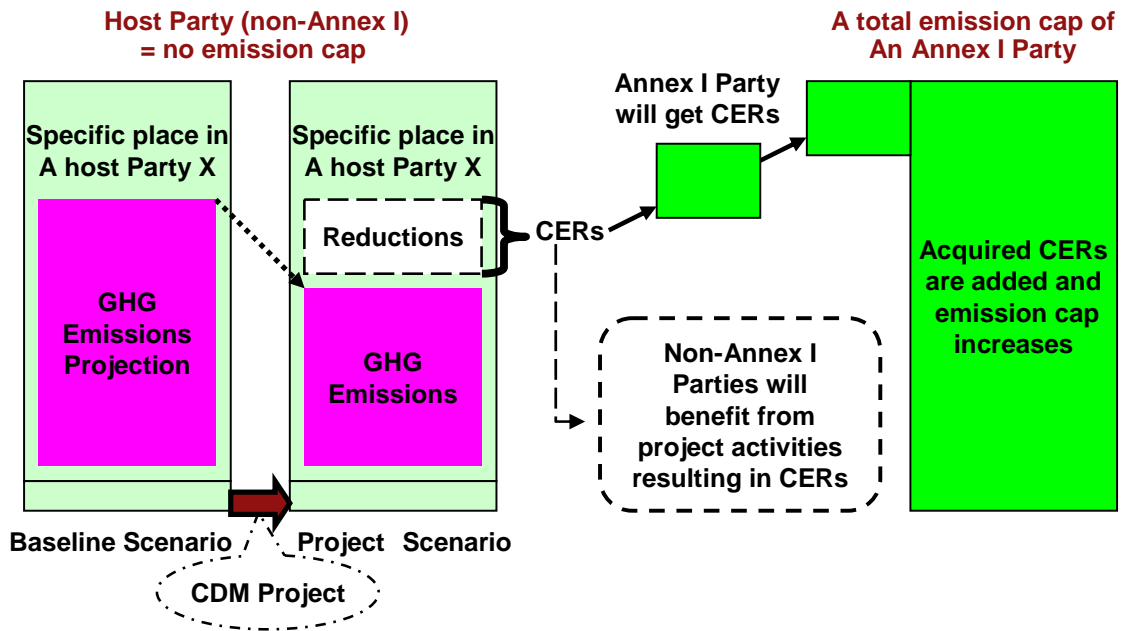 Host Party (non-Annex I)
= no emission cap
A total emission cap of
An Annex I Party
Annex I Party
will get CERs
Specific place in
A host Party X
Specific place in
A host Party X
Reductions
CERs
GHG
Emissions
Projection
GHG
Emissions
Acquired CERs
are added and
emission cap
increases
Non-Annex I
Parties will
benefit from
project activities
resulting in CERs
Baseline Scenario
Project Scenario
CDM Project